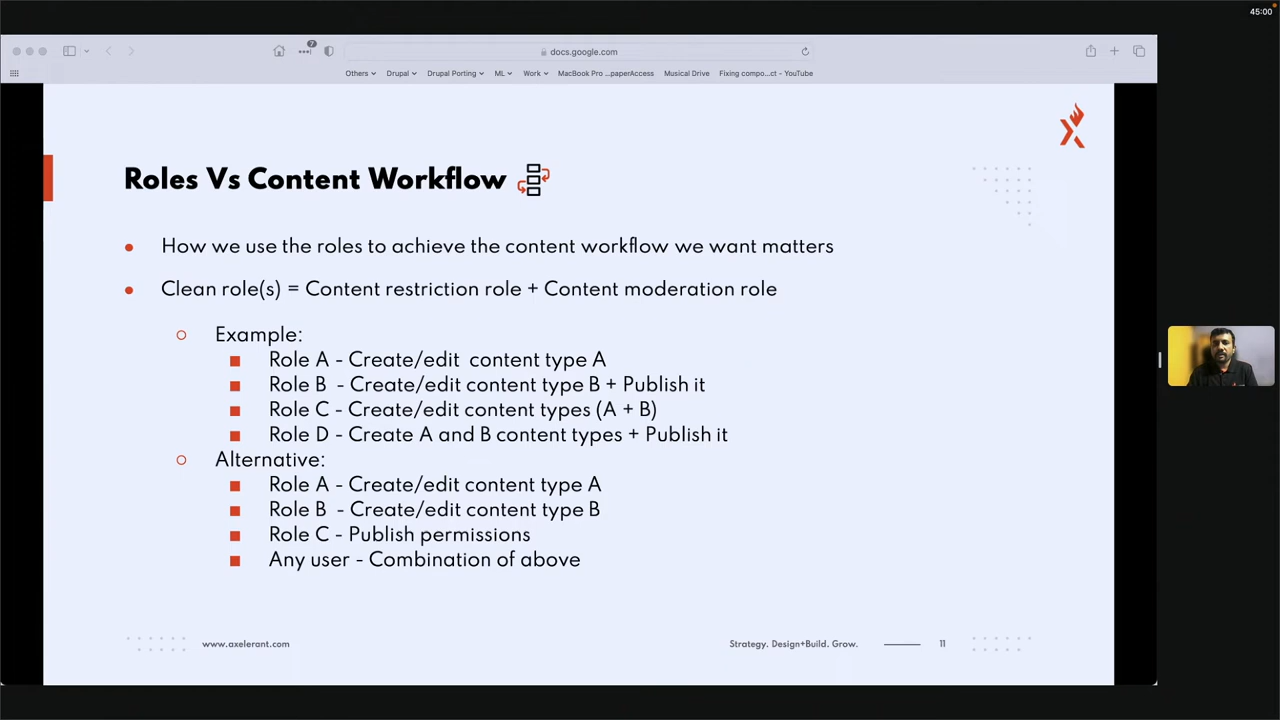 45:00
7
docs.google.com
Others Drupal Drupal Porting ML Work MacBook Pro ...paperAccess Musical Drive Fixing compo...ct - YouTube
Roles Vs Content Workflow
How we use the roles to achieve the content workflow we want matters
Clean role(s) = Content restriction role + Content moderation role
Example:
Role A - Create/edit content type A
Role B - Create/edit content type B + Publish it
Role C - Create/edit content types (A + B)
Role D - Create A and B content types + Publish it
Alternative:
Role A - Create/edit content type A
Role B - Create/edit content type B
Role C - Publish permissions
Any user - Combination of above
www.axelerant.com
Strategy. Design+Build. Grow.
11